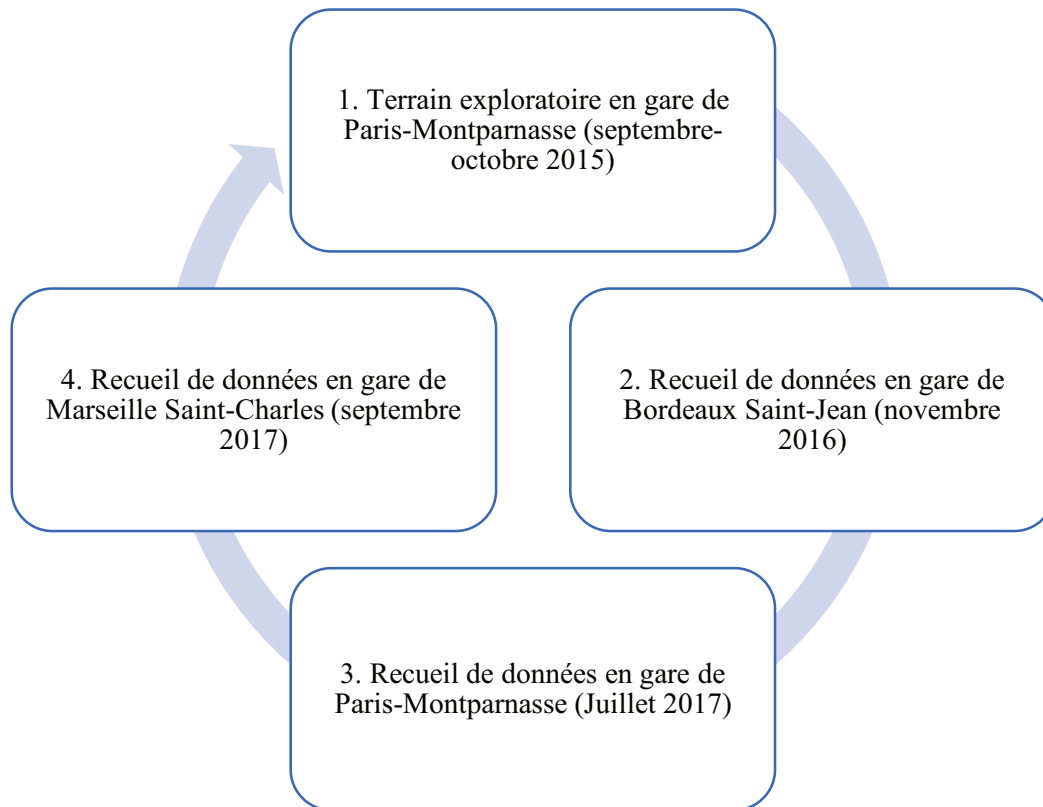 1. Terrain exploratoire en gare de
Paris-Montparnasse (septembre-
octobre 2015)
2. Recueil de données en gare de
Bordeaux Saint-Jean (novembre
2016)
3. Recueil de données en gare de
Paris-Montparnasse (Juillet 2017)
4. Recueil de données en gare de
Marseille Saint-Charles (septembre
2017)